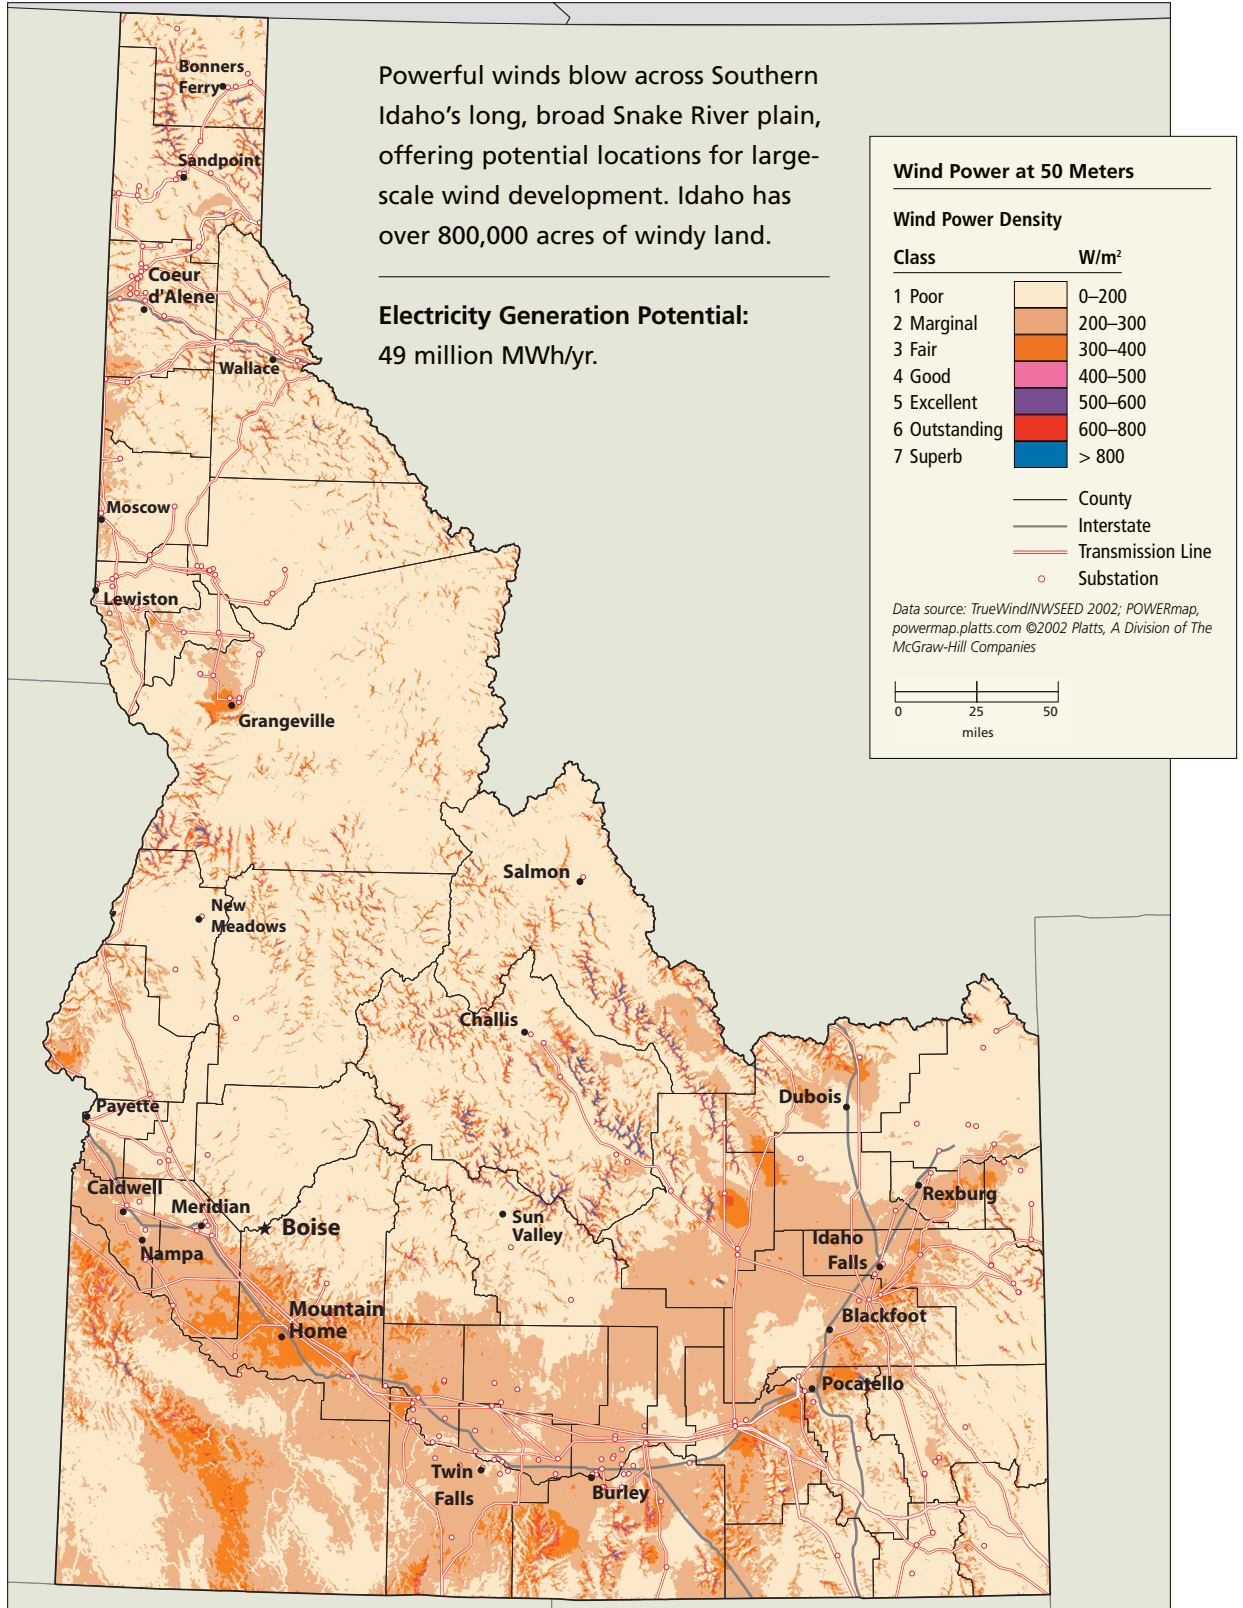 Powerful winds blow across Southern
Idaho’s long, broad Snake River plain,
offering potential locations for large-
scale wind development. Idaho has
over 800,000 acres of windy land.
Electricity Generation Potential:
49 million MWh/yr.
Wind Power at 50 Meters
Wind Power Density
Class W/m²
1 Poor 0–200
2 Marginal 200–300
3 Fair 300–400
4 Good 400–500
5 Excellent 500–600
6 Outstanding 600–800
7 Superb > 800
County
Interstate
Transmission Line
Substation
Data source: TrueWind/NWSEED 2002; POWERmap,
powermap.platts.com ©2002 Platts, A Division of The
McGraw-Hill Companies
0 25 50
miles
Bonners
Ferry
Sandpoint
Coeur
d'Alene
Wallace
Moscow
Lewiston
Grangeville
Salmon
New
Meadows
Challis
Dubois
Payette
Rexburg
Caldwell
Meridian
Boise
Sun
Valley
Nampa
Idaho
Falls
Mountain
Home
Blackfoot
Pocatello
Twin
Falls
Burley